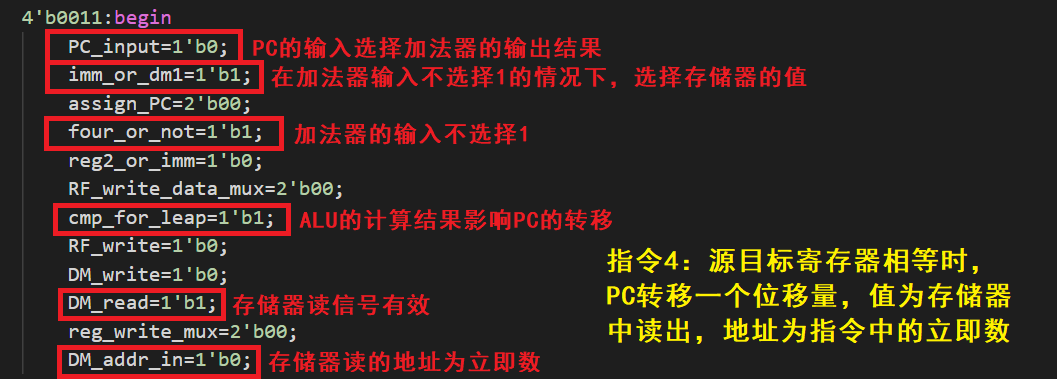 4'b0011:begin
PC_input=1'b0; PC的输入选择加法器的输出结果
imm_or_dm1=1'b1; 在加法器输入不选择1的情况下，选择存储器的值
assign_PC=2'b00;
four_or_not=1'b1; 加法器的输入不选择1
reg2_or_imm=1'b0;
RF_write_data_mux=2'b00;
cmp_for_leap=1'b1; ALU的计算结果影响PC的转移
RF_write=1'b0;
DM_write=1'b0;
DM_read=1'b1; 存储器读信号有效
reg_write_mux=2'b00;
DM_addr_in=1'b0; 存储器读的地址为立即数
指令4：源目标寄存器相等时，
PC转移一个位移量，值为存储器
中读出，地址为指令中的立即数